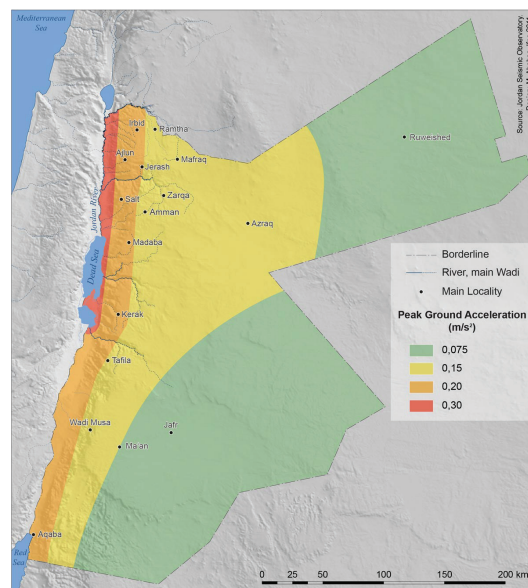 Mediterranean
Sea
Source: Jordan Seismic Observatory,
Irbid
Ramtha
Ruweished
Ajlun
Mafraq
Jerash
Jordan River
Salt
Zarqa
Amman
Azraq
Madaba
Dead Sea
Kerak
Tafila
Wadi Musa
Jafr
Ma'an
Aqaba
Red
Sea
Borderline
River, main Wadi
Main Locality
Peak Ground Acceleration
(m/s²)
0,075
0,15
0,20
0,30
0 25 50 100 150 200 km